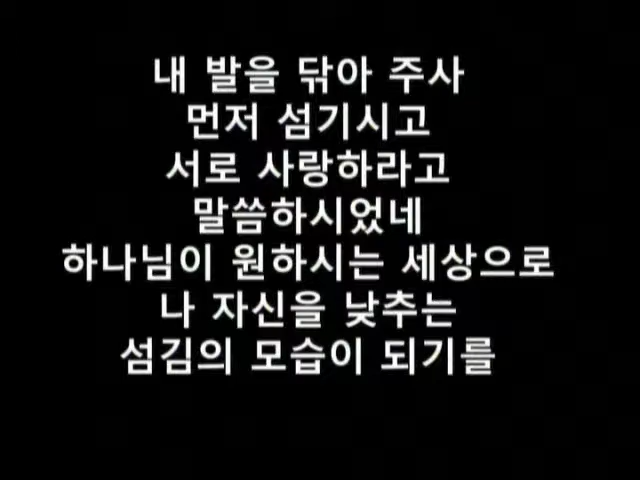 내 발을 닦아 주사
먼저 섬기시고
서로 사랑하라고
말씀하시었네
하나님이 원하시는 세상으로
나 자신을 낮추는
섬김의 모습이 되기를